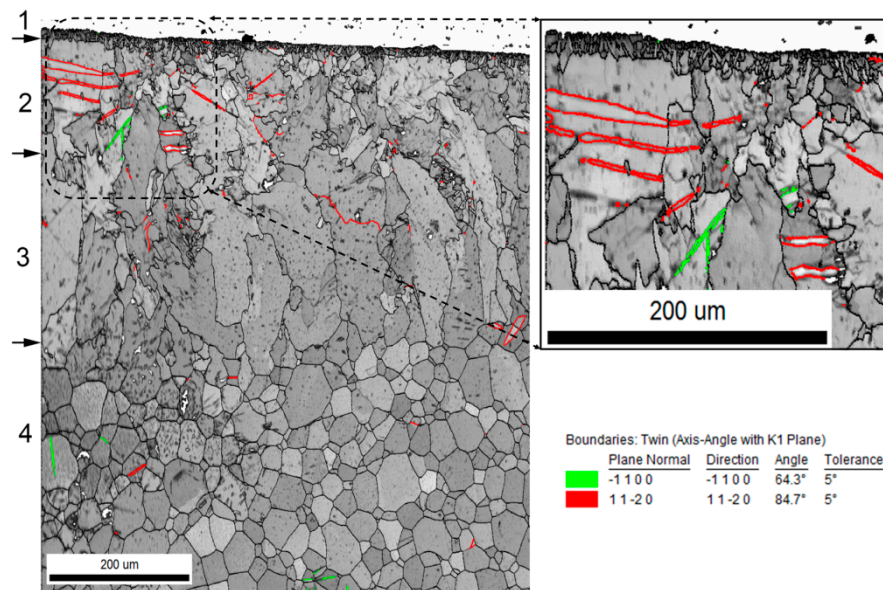 1
2
3
4
200 um
200 um
Boundaries: Twin (Axis-Angle with K1 Plane)
Plane Normal Direction Angle Tolerance
-1 1 0 0 -1 1 0 0 64.3° 5°
1 1 -2 0 1 1 -2 0 84.7° 5°